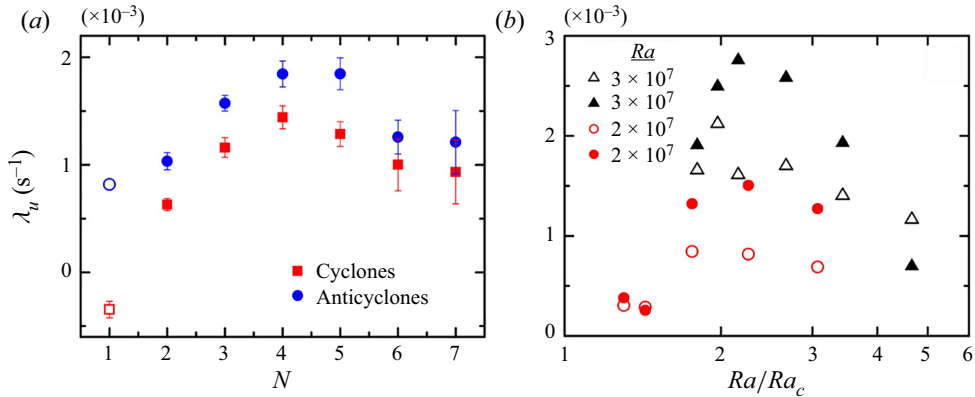 (a) (×10⁻³)
2
1
0
λᵤ (s⁻¹)
1 2 3 4 5 6 7
N
Cyclones
Anticyclones
(b) (×10⁻³)
3
2
1
0
Ra
3 × 10⁷
3 × 10⁷
2 × 10⁷
2 × 10⁷
1 2 3 4 5 6
Ra/Ra_c